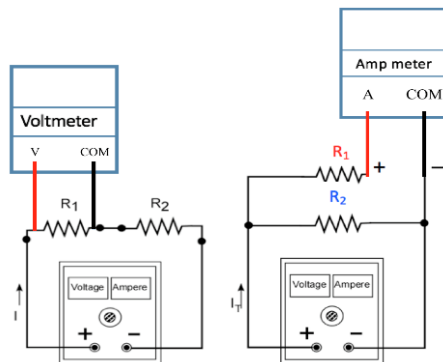 Voltmeter
V COM
R1 R2
I
Voltage Ampere
+ −
Amp meter
A COM
R1 + −
R2
IT
Voltage Ampere
+ −